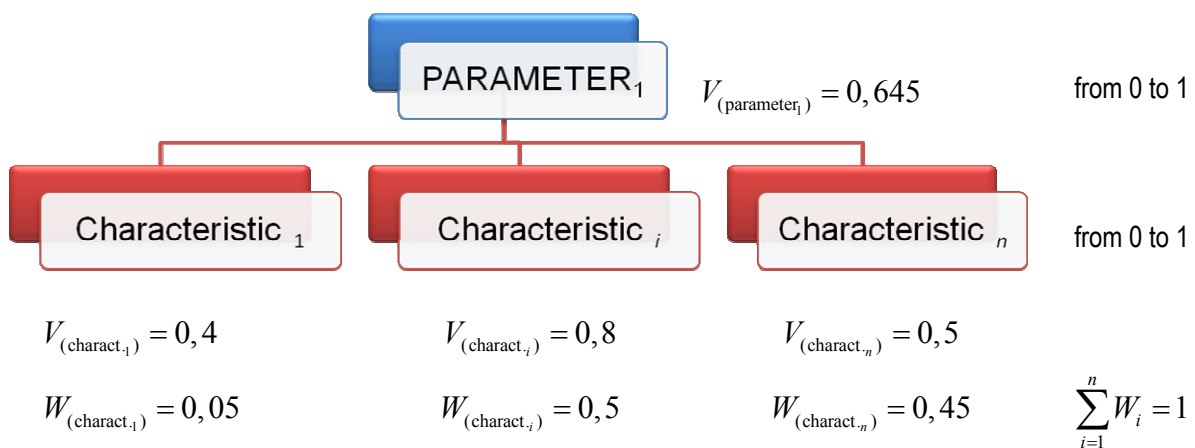 PARAMETER₁
V₍parameter₁₎ = 0,645
from 0 to 1
Characteristic ₁
Characteristic ᵢ
Characteristic ₙ
from 0 to 1
V(charact.₁) = 0,4
V(charact.ᵢ) = 0,8
V(charact.ₙ) = 0,5
W(charact.₁) = 0,05
W(charact.ᵢ) = 0,5
W(charact.ₙ) = 0,45
∑ⁿᵢ₌₁ Wᵢ = 1